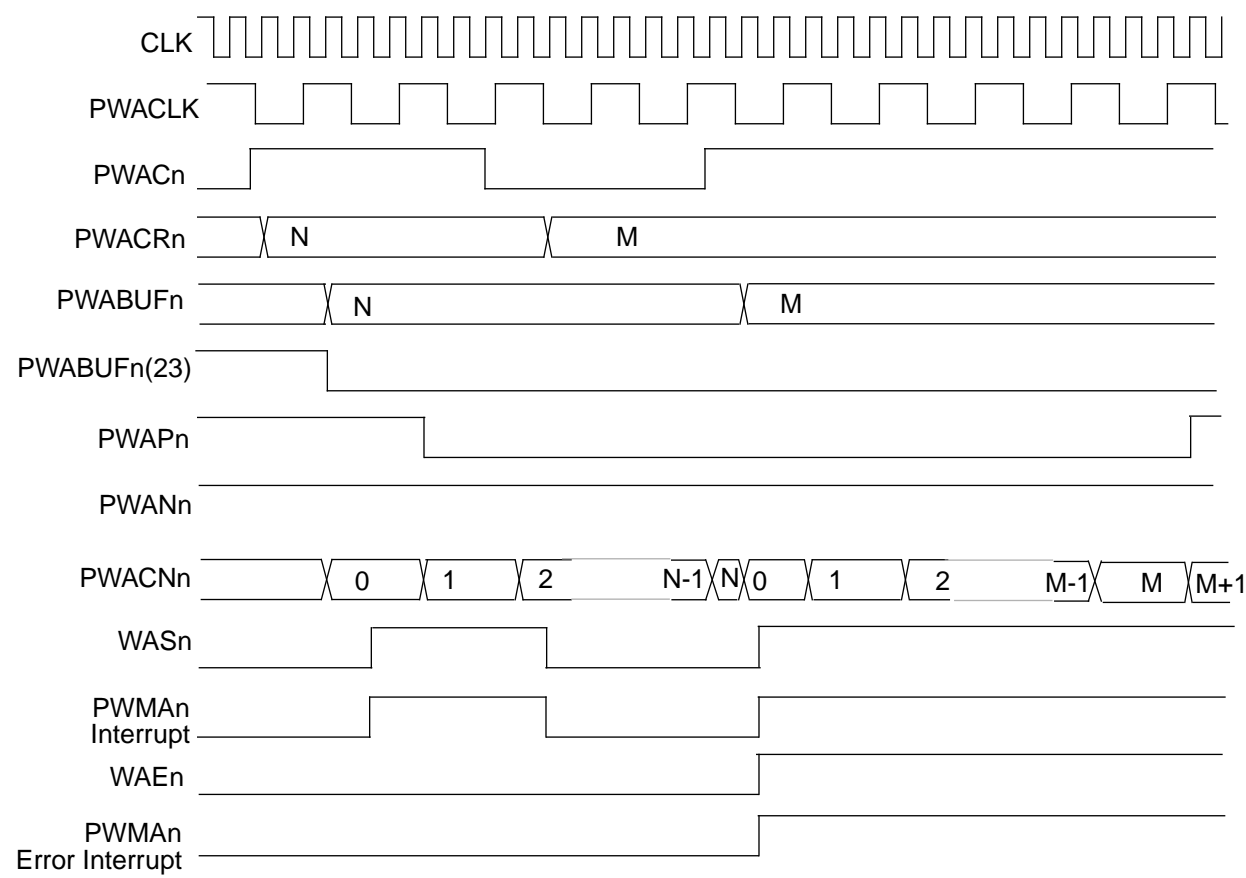 CLK
PWACLK
PWACn
PWACRn N M
PWABUFn N M
PWABUFn(23)
PWAPn
PWANn
PWACNn 0 1 2 N-1 N 0 1 2 M-1 M M+1
WASn
PWMAn
Interrupt
WAEn
PWMAn
Error Interrupt